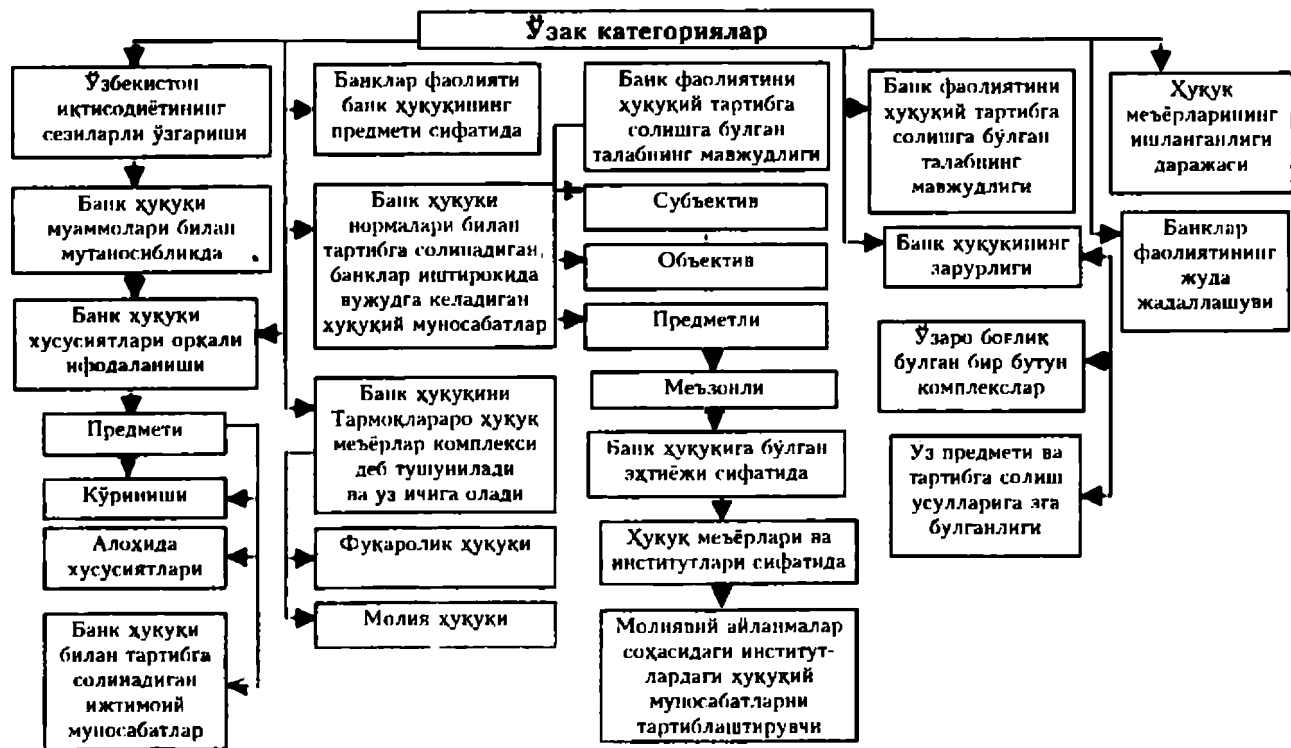 Ўзак категориялар
Ўзбекистон
иқтисодиётининг
сезиларли ўзгариши
Банк ҳуқуқи
муаммолари билан
мутаносибликда
Банк ҳуқуқи
хусусиятлари орқали
ифодаланиши
Предмети
Кўриниши
Алоҳида
хусусиятлари
Банк ҳуқуқи
билан тартибга
солинадиган
ижтимоий
муносабатлар
Банклар фаолияти
банк ҳуқуқининг
предмети сифатида
Банк ҳуқуқи
нормалари билан
тартибга солинадиган,
банклар иштирокида
вужудга келадиган
ҳуқуқий муносабатлар
Банк ҳуқуқини
Тармоқлараро ҳуқуқ
меъёрлар комплекси
деб тушунилади
ва уз ичига олади
Фуқаролик ҳуқуқи
Молия ҳуқуқи
Банк фаолиятини
ҳуқуқий тартибга
солишга булган
талабнинг мавжудлиги
Субъектив
Объектив
Предметли
Меъзонли
Банк ҳуқуқига бўлган
эҳтиёжи сифатида
Ҳуқуқ меъёрлари ва
институтлари сифатида
Молиявий айланмалар
соҳасидаги институт-
лардаги ҳуқуқий
муносабатларни
тартиблаштирувчи
Банк фаолиятини
ҳуқуқий тартибга
солишга бўлган
талабнинг
мавжудлиги
Банк ҳуқуқининг
зарурлиги
Ўзаро боғлиқ
булган бир бутун
комплекслар
Уз предмети ва
тартибга солиш
усулларига эга
булганлиги
Ҳуқуқ
меъёрларининг
ишланганлиги
даражаси
Банклар
фаолиятининг
жуда
жадаллашуви